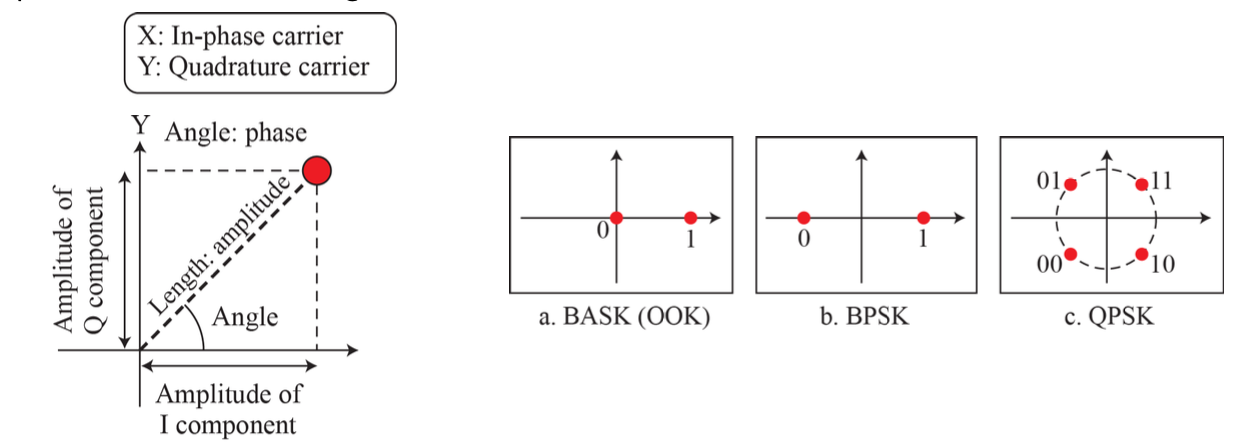 X: In-phase carrier
Y: Quadrature carrier
Y
Angle: phase
Length: amplitude
Amplitude of
Q component
Angle
Amplitude of
I component
0
1
a. BASK (OOK)
0
1
b. BPSK
01
11
00
10
c. QPSK